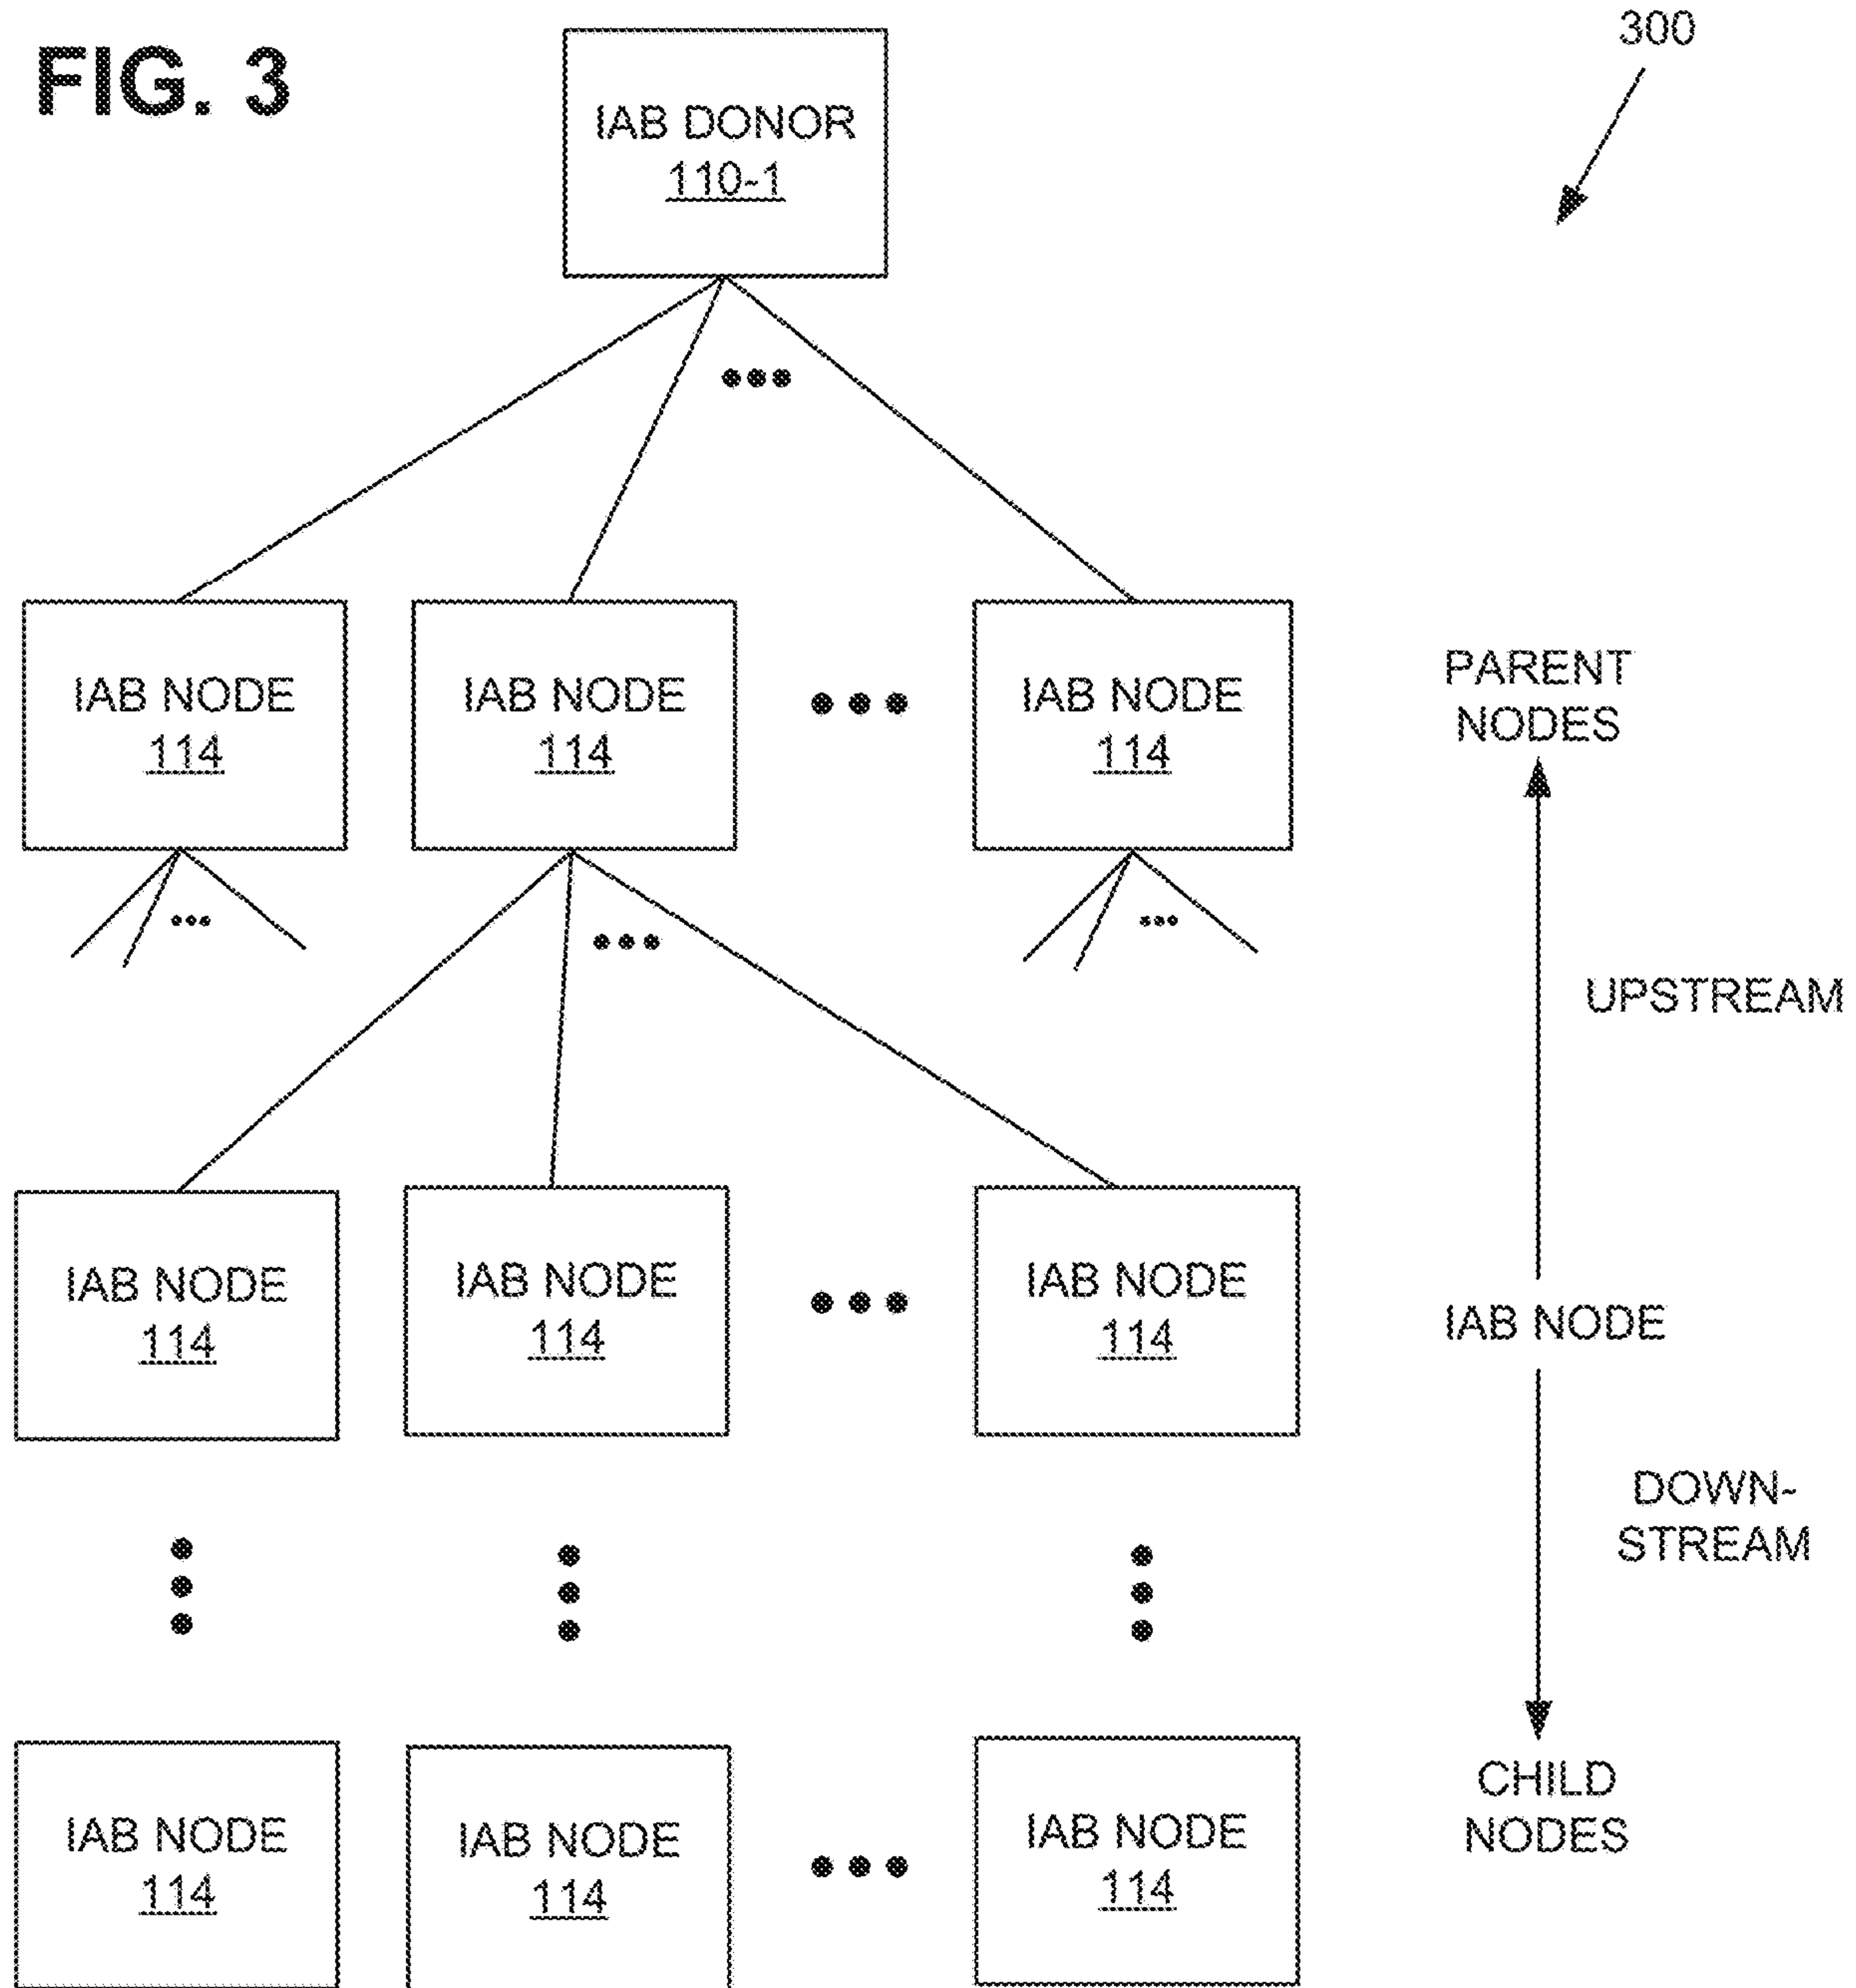 FIG. 3
300
IAB DONOR
110-1
IAB NODE
114
IAB NODE
114
IAB NODE
114
PARENT
NODES
UPSTREAM
IAB NODE
114
IAB NODE
114
IAB NODE
114
IAB NODE
DOWN-
STREAM
IAB NODE
114
IAB NODE
114
IAB NODE
114
CHILD
NODES